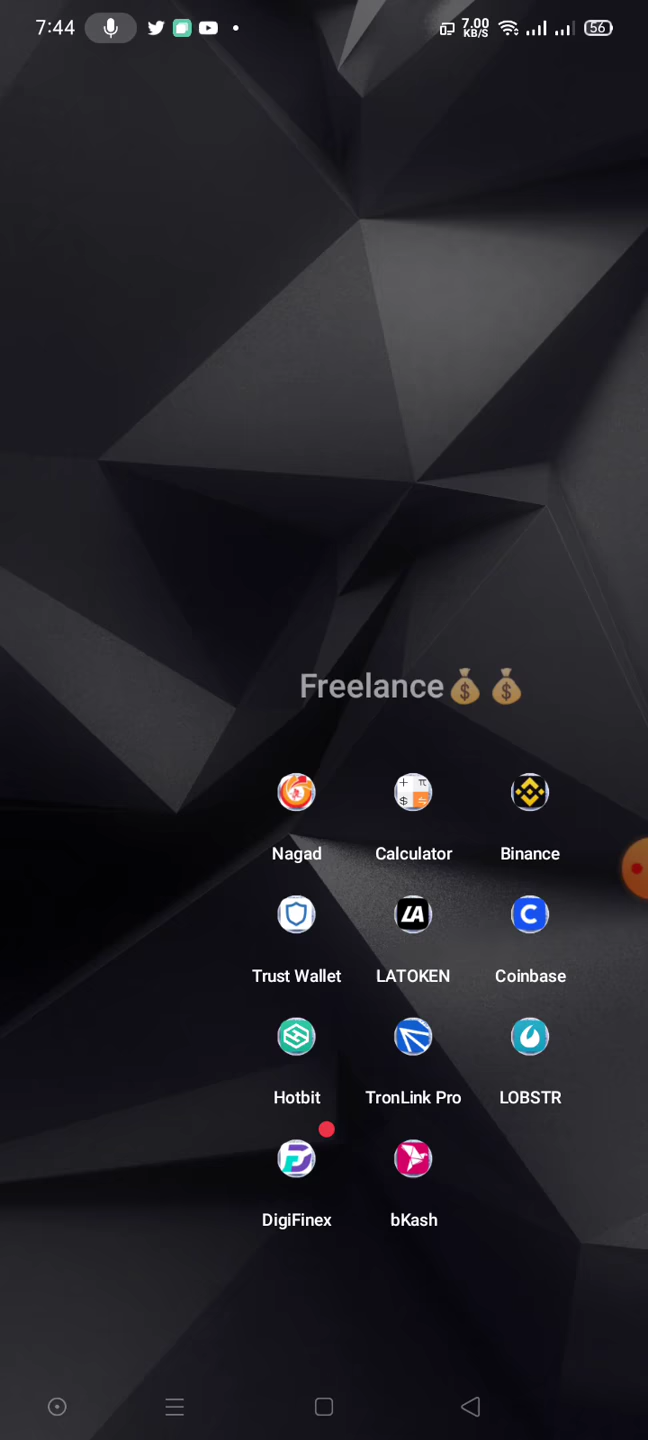 7:44
7.00
KB/S
56
Freelance💰💰
Nagad
Calculator
Binance
Trust Wallet
LATOKEN
Coinbase
Hotbit
TronLink Pro
LOBSTR
DigiFinex
bKash